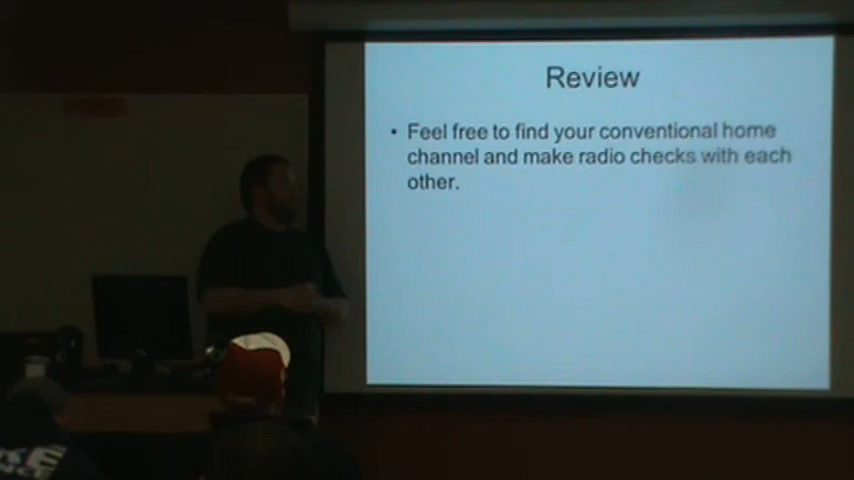 Review
• Feel free to find your conventional home
channel and make radio checks with each
other.